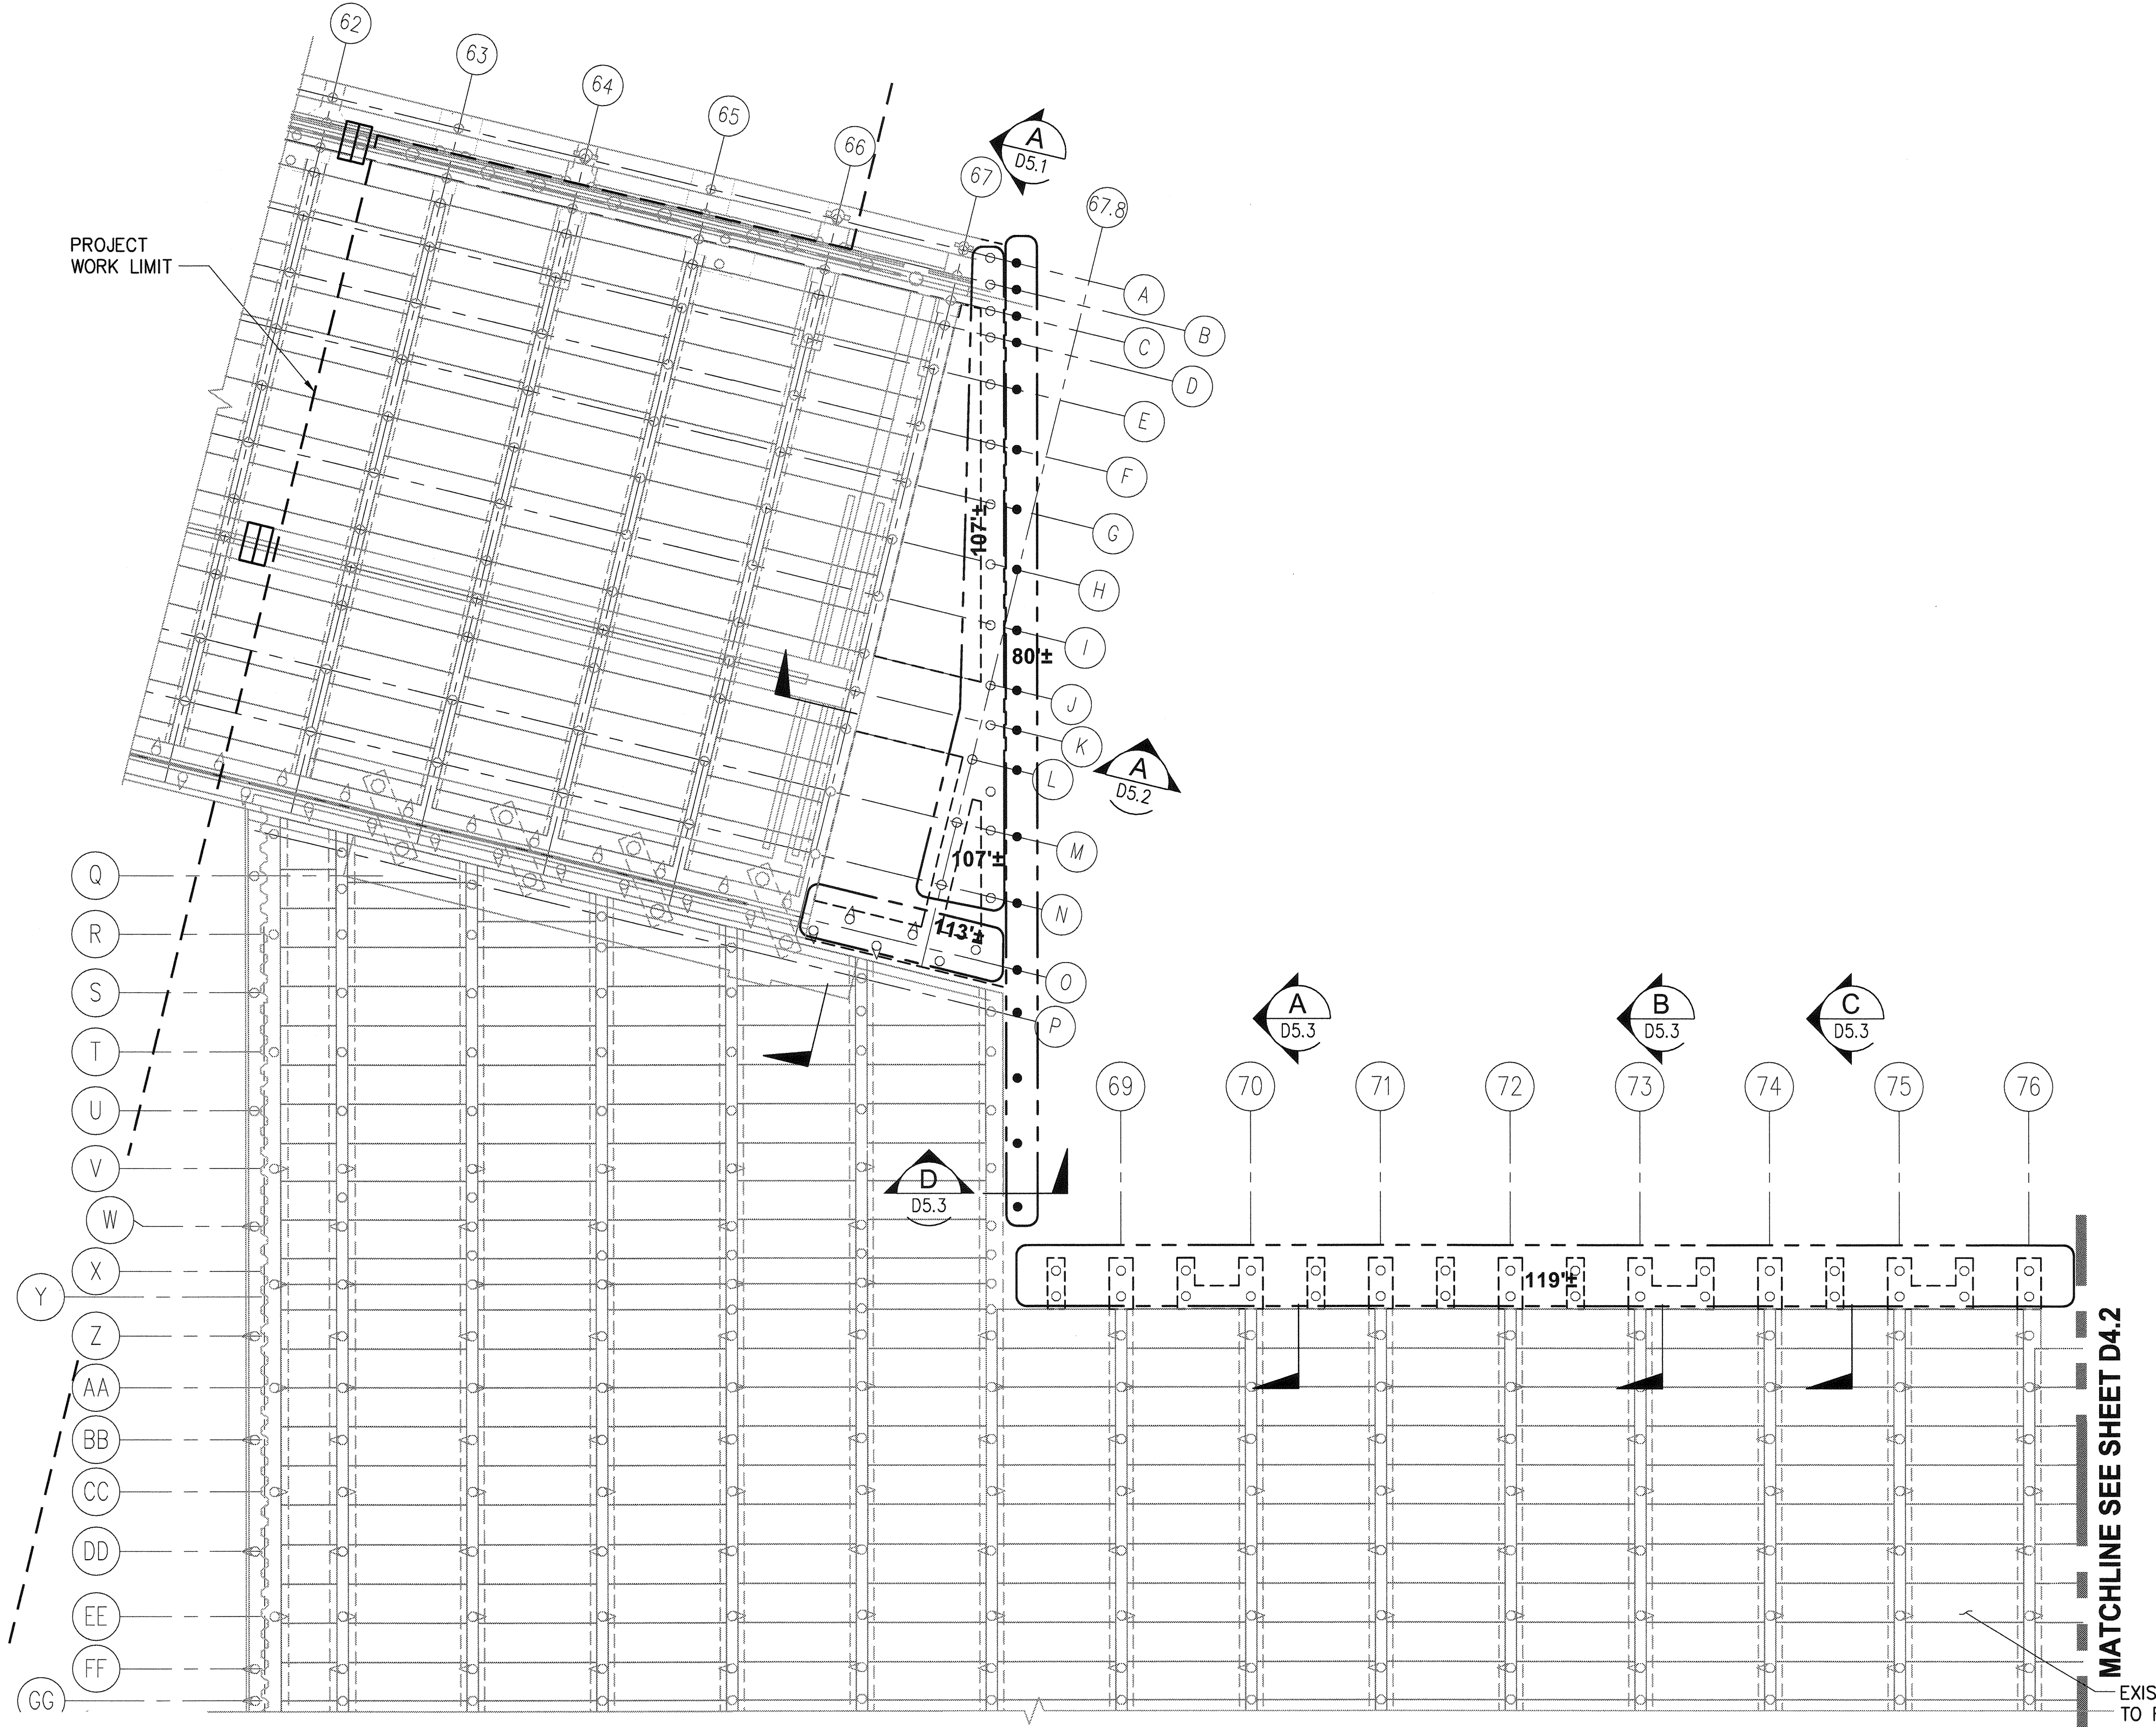 62
63
64
65
66
67
67.8
A
D5.1
PROJECT
WORK LIMIT
A
B
C
D
E
F
G
H
I
J
K
L
M
N
O
P
107'±
80'±
A
D5.2
107'±
113'±
Q
R
S
T
U
V
W
X
Y
Z
AA
BB
CC
DD
EE
FF
GG
A
D5.3
B
D5.3
C
D5.3
69
70
71
72
73
74
75
76
D
D5.3
119'±
MATCHLINE SEE SHEET D4.2